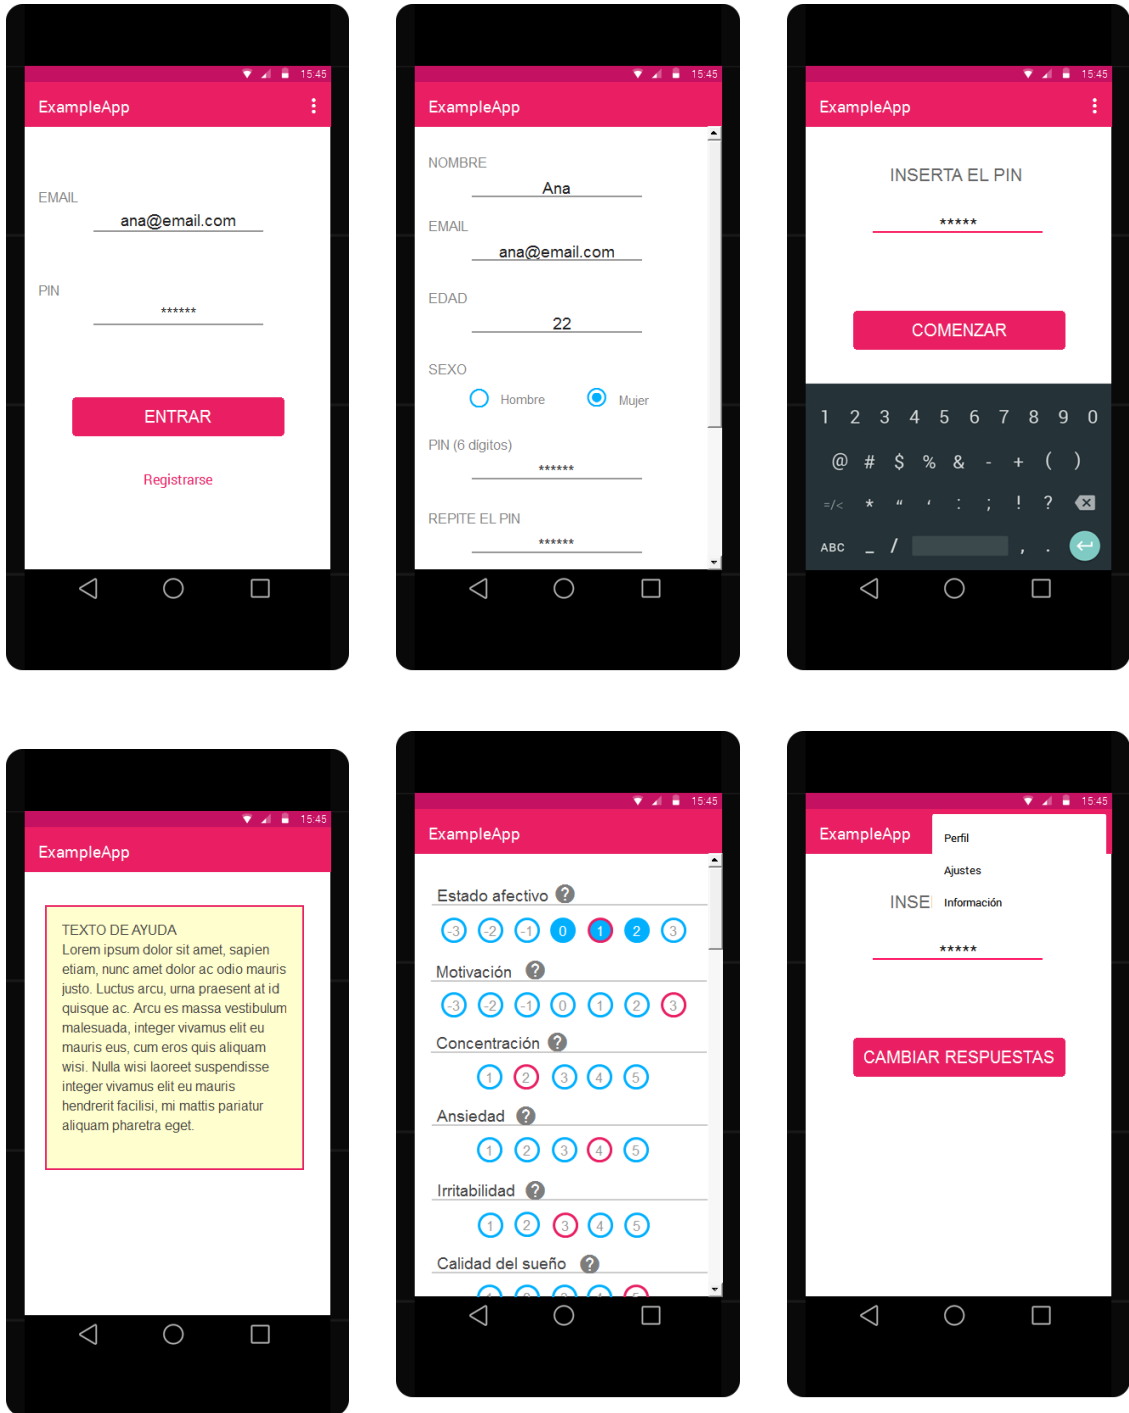 15:45
ExampleApp
EMAIL
ana@email.com
PIN
******
ENTRAR
Registrarse
15:45
ExampleApp
NOMBRE
Ana
EMAIL
ana@email.com
EDAD
22
SEXO
Hombre Mujer
PIN (6 digitos)
******
REPITE EL PIN
******
15:45
ExampleApp
INSERTA EL PIN
*****
COMENZAR
1 2 3 4 5 6 7 8 9 0
@ # $ % & - + ( )
=/< * “ ‘ : ; ! ?
ABC _ / , .
15:45
ExampleApp
TEXTO DE AYUDA
Lorem ipsum dolor sit amet, sapien
etiam, nunc amet dolor ac odio mauris
justo. Luctus arcu, urna praesent at id
quisque ac. Arcu es massa vestibulum
malesuada, integer vivamus elit eu
mauris eus, cum eros quis aliquam
wisi. Nulla wisi laoreet suspendisse
integer vivamus elit eu mauris
hendrerit facilisi, mi mattis pariatur
aliquam pharetra eget.
15:45
ExampleApp
Estado afectivo ?
-3 -2 -1 0 1 2 3
Motivación ?
-3 -2 -1 0 1 2 3
Concentración ?
1 2 3 4 5
Ansiedad ?
1 2 3 4 5
Irritabilidad ?
1 2 3 4 5
Calidad del sueño ?
1 2 3 4 5
15:45
ExampleApp
Perfil
Ajustes
INSE Información
*****
CAMBIAR RESPUESTAS